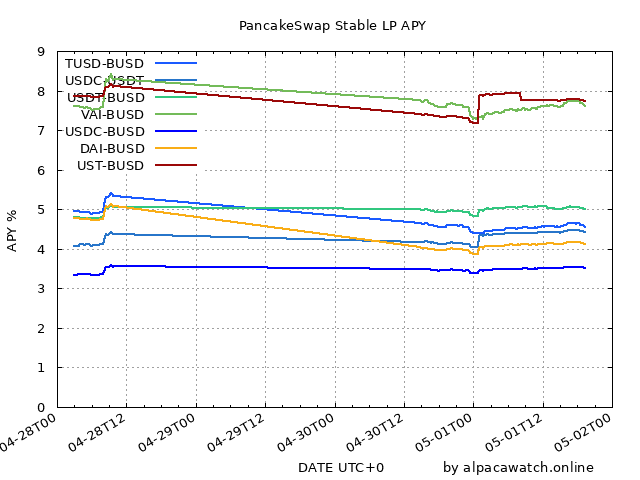 PancakeSwap Stable LP APY
9
8
7
6
5
4
3
2
1
0
APY %
TUSD-BUSD
USDC-USDT
USDT-BUSD
VAI-BUSD
USDC-BUSD
DAI-BUSD
UST-BUSD
04-28T00
04-28T12
04-29T00
04-29T12
04-30T00
04-30T12
05-01T00
05-01T12
05-02T00
DATE UTC+0
by alpacawatch.online